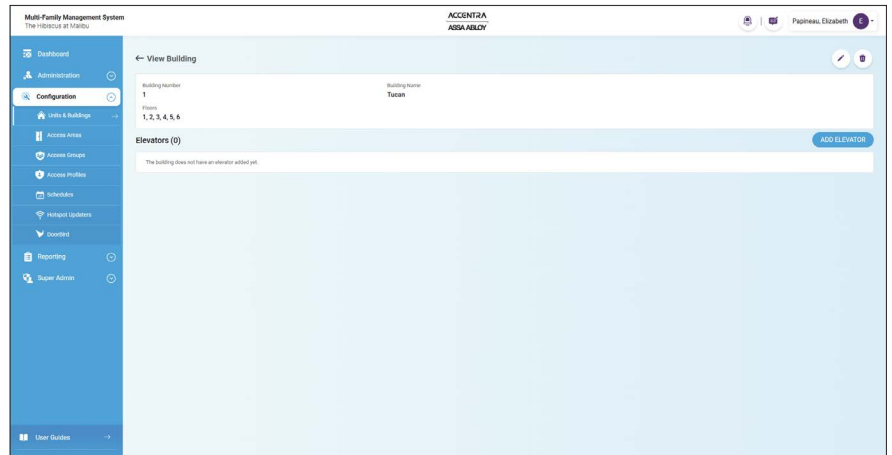 Multi-Family Management System
The Hibiscus at Malibu
ACCENTRA
ASSA ABLOY
Papineau, Elizabeth
E
Dashboard
Administration
Configuration
Units & Buildings
Access Areas
Access Groups
Access Profiles
Schedules
Hotspot Updaters
DoorBird
Reporting
Super Admin
User Guides
← View Building
Building Number
1
Building Name
Tucan
Floors
1, 2, 3, 4, 5, 6
Elevators (0)
ADD ELEVATOR
The building does not have an elevator added yet.